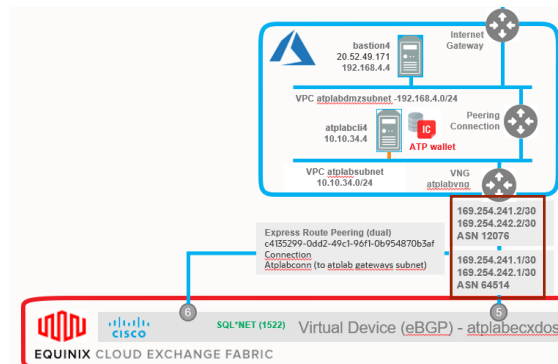 Internet
Gateway
bastion4
20.52.49.171
192.168.4.4
VPC atplabdmzsubnet -192.168.4.0/24
atplabcli4
10.10.34.4
IC
ATP wallet
Peering
Connection
VPC atplabsubnet
10.10.34.0/24
VNG
atplabvng
169.254.241.2/30
169.254.242.2/30
ASN 12076
Express Route Peering (dual)
c4135299-0dd2-49c1-96f1-0b954870b3af
Connection
Atplabconn (to atplab gateways subnet)
169.254.241.1/30
169.254.242.1/30
ASN 64514
6
5
CISCO
SQL*NET (1522)
Virtual Device (eBGP) - atplabecxdos
EQUINIX CLOUD EXCHANGE FABRIC